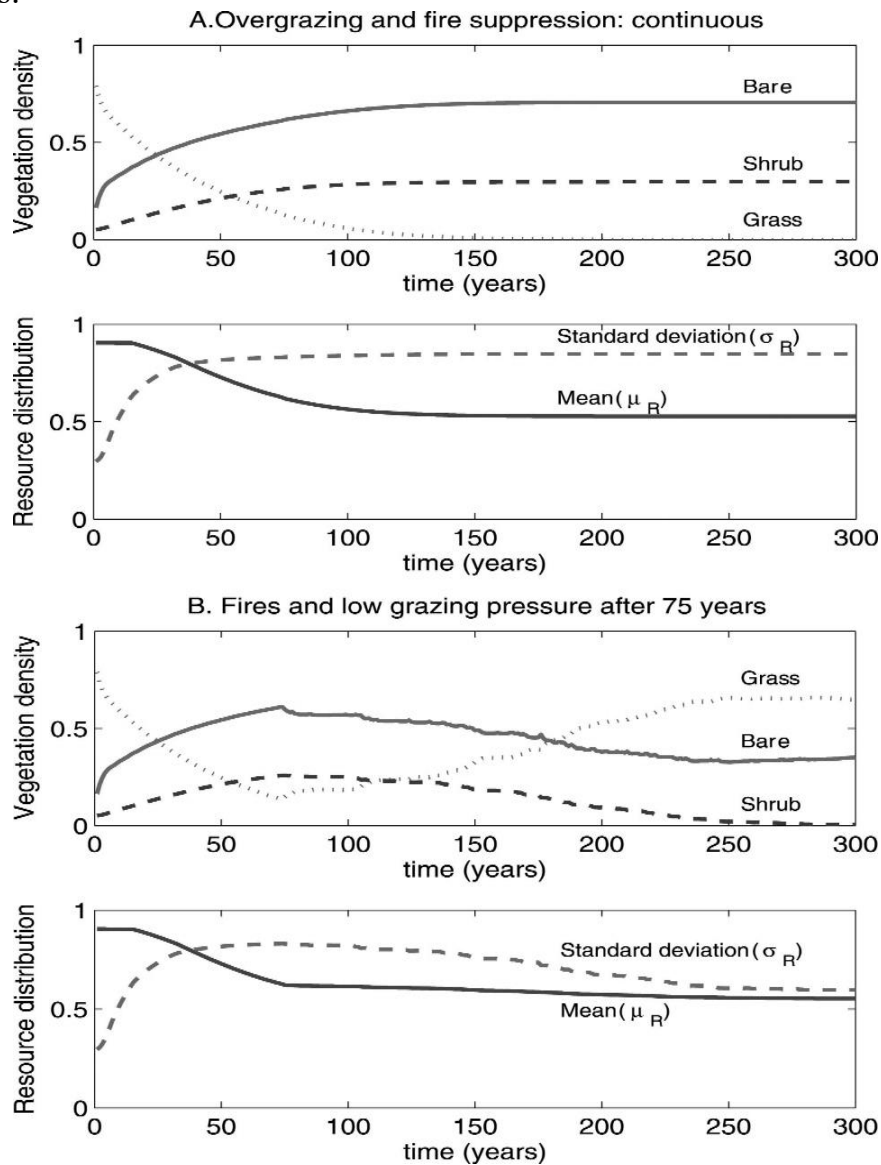 s.
A.Overgrazing and fire suppression: continuous
Vegetation density
1
0.5
0
Bare
Shrub
Grass
0 50 100 150 200 250 300
time (years)
Resource distribution
1
0.5
0
Standard deviation(σ R)
Mean(μ R)
0 50 100 150 200 250 300
time (years)
B. Fires and low grazing pressure after 75 years
Vegetation density
1
0.5
0
Grass
Bare
Shrub
0 50 100 150 200 250 300
time (years)
Resource distribution
1
0.5
0
Standard deviation(σ R)
Mean(μ R)
0 50 100 150 200 250 300
time (years)